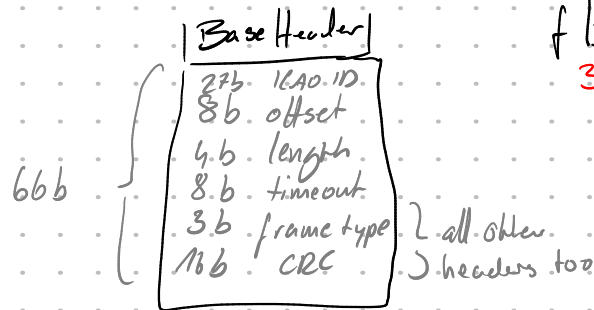 Base Header
27b ICAO ID
8b offset
4b length
8b timeout
3b frame type
16b CRC
66b
all other
headers too